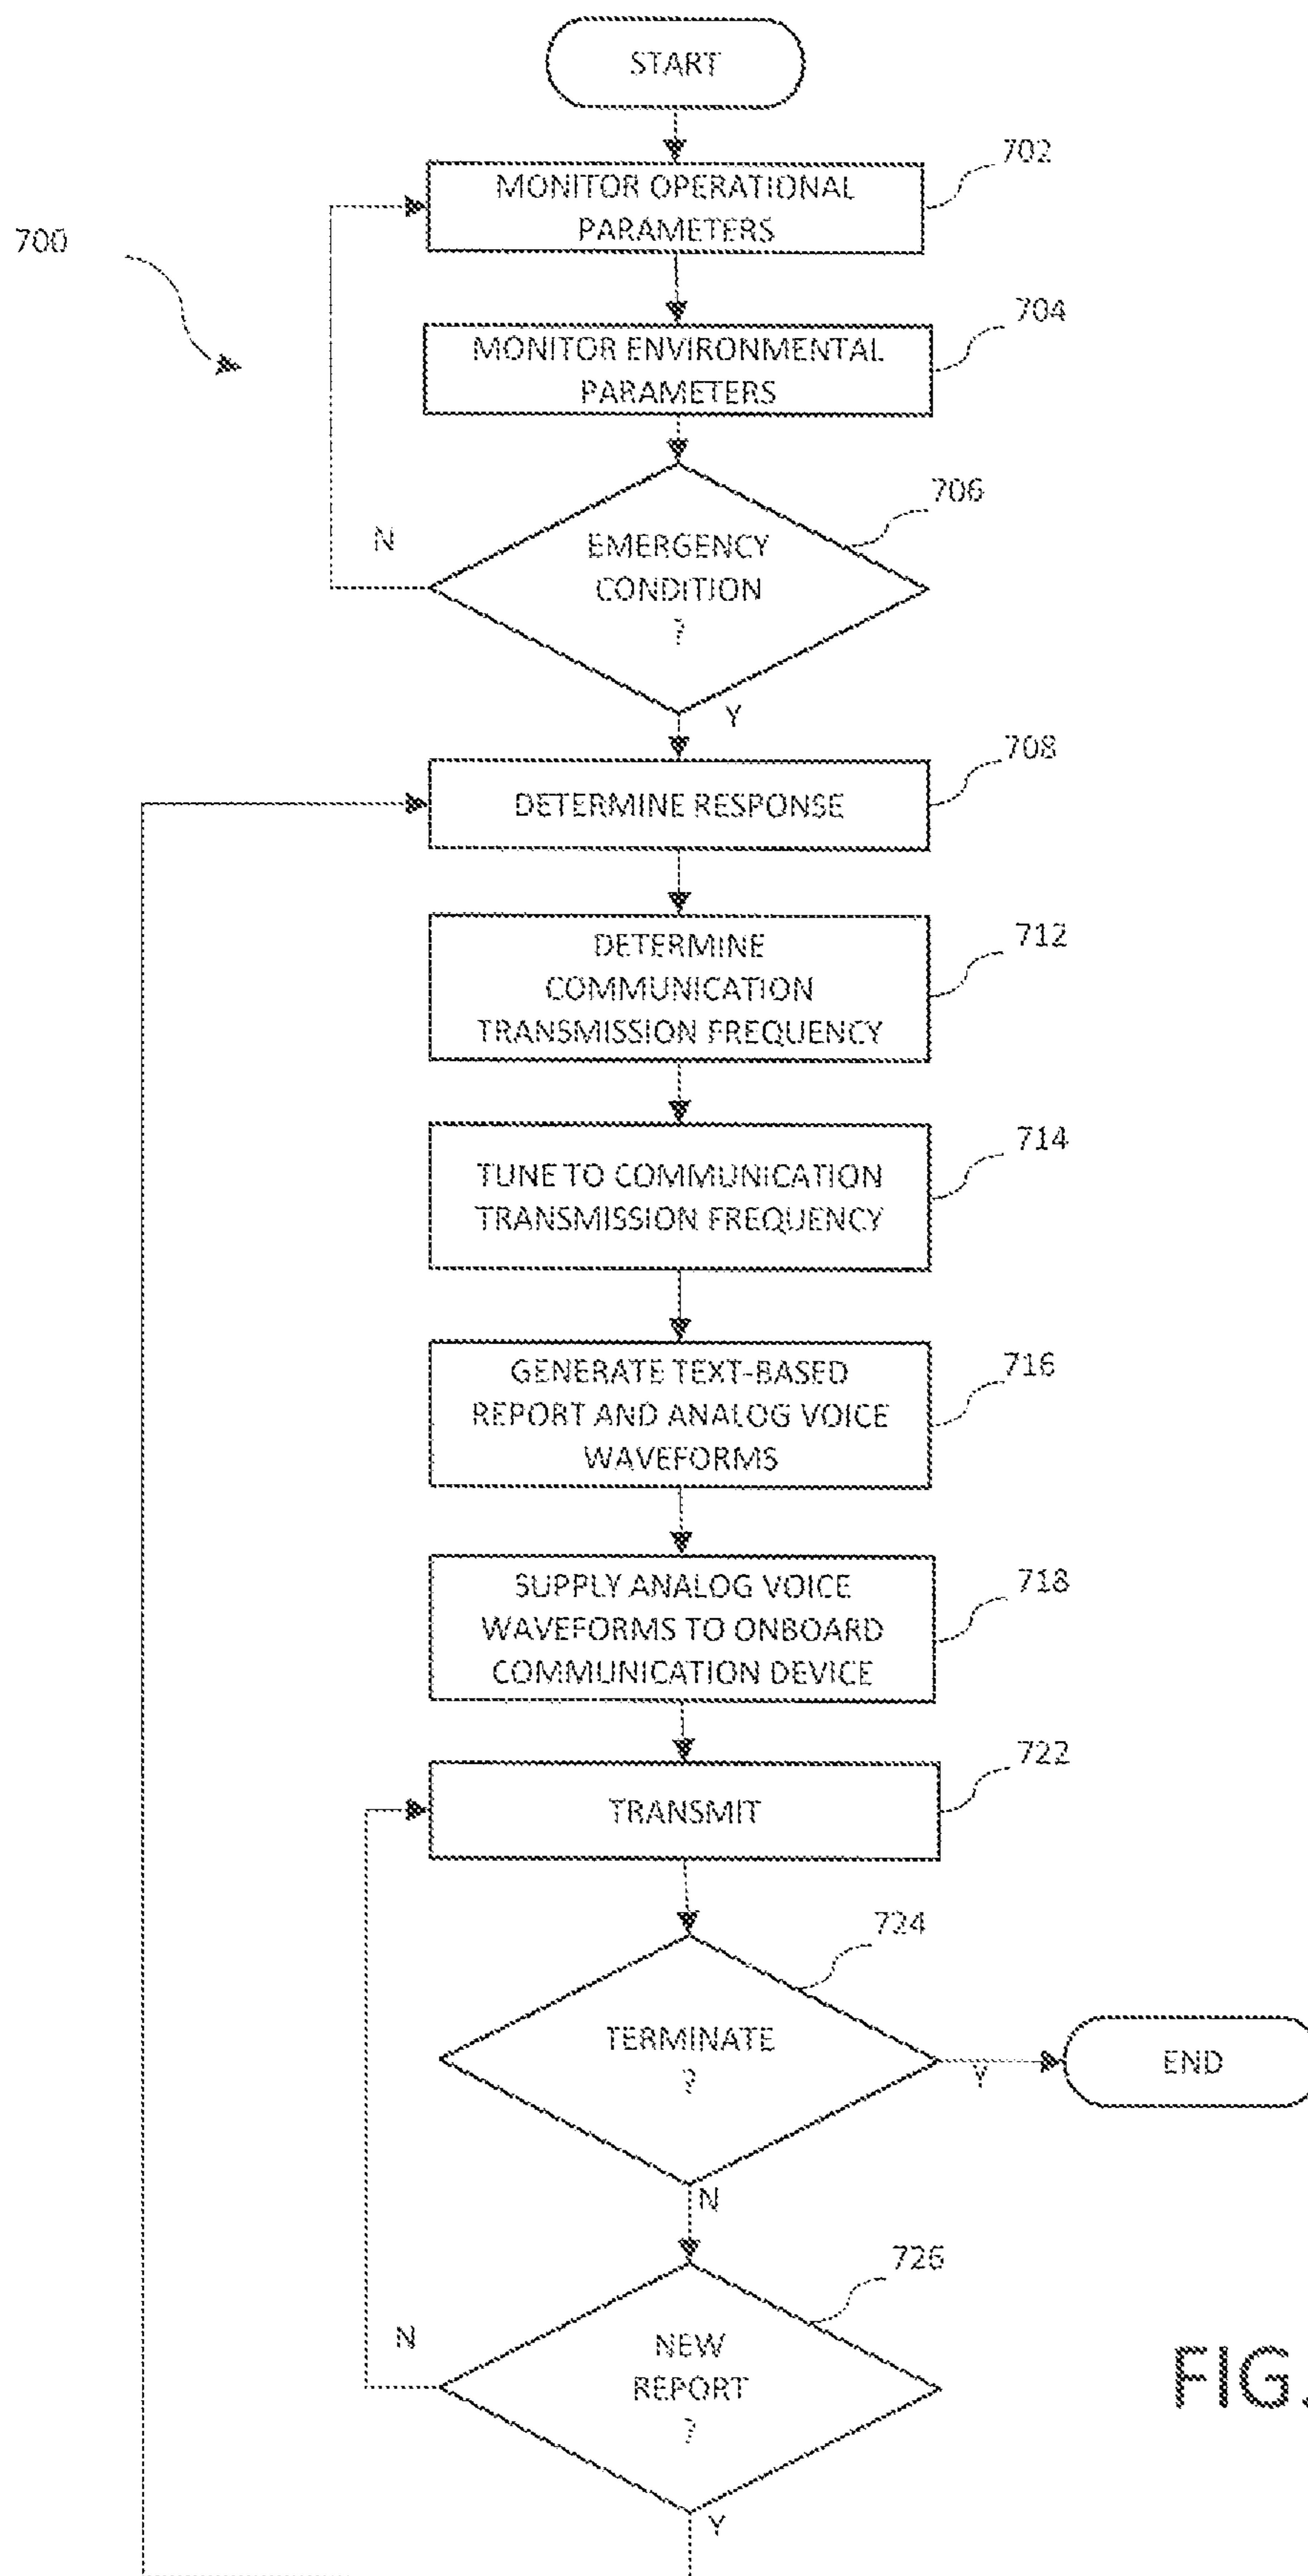 START
702
MONITOR OPERATIONAL
PARAMETERS
700
704
MONITOR ENVIRONMENTAL
PARAMETERS
706
N
EMERGENCY
CONDITION
?
Y
708
DETERMINE RESPONSE
712
DETERMINE
COMMUNICATION
TRANSMISSION FREQUENCY
714
TUNE TO COMMUNICATION
TRANSMISSION FREQUENCY
716
GENERATE TEXT-BASED
REPORT AND ANALOG VOICE
WAVEFORMS
718
SUPPLY ANALOG VOICE
WAVEFORMS TO ONBOARD
COMMUNICATION DEVICE
722
TRANSMIT
724
TERMINATE
?
Y
END
N
726
N
NEW
REPORT
?
Y
FIG.